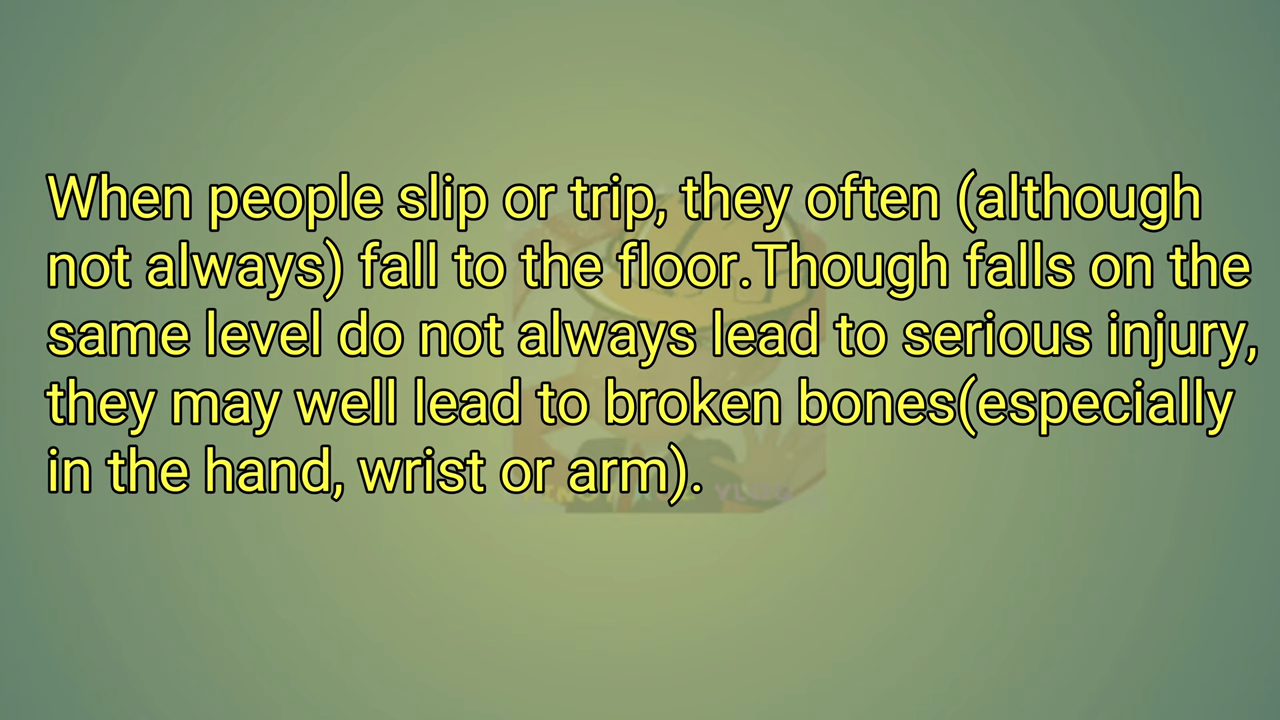 When people slip or trip, they often (although
not always) fall to the floor.Though falls on the
same level do not always lead to serious injury,
they may well lead to broken bones(especially
in the hand, wrist or arm).